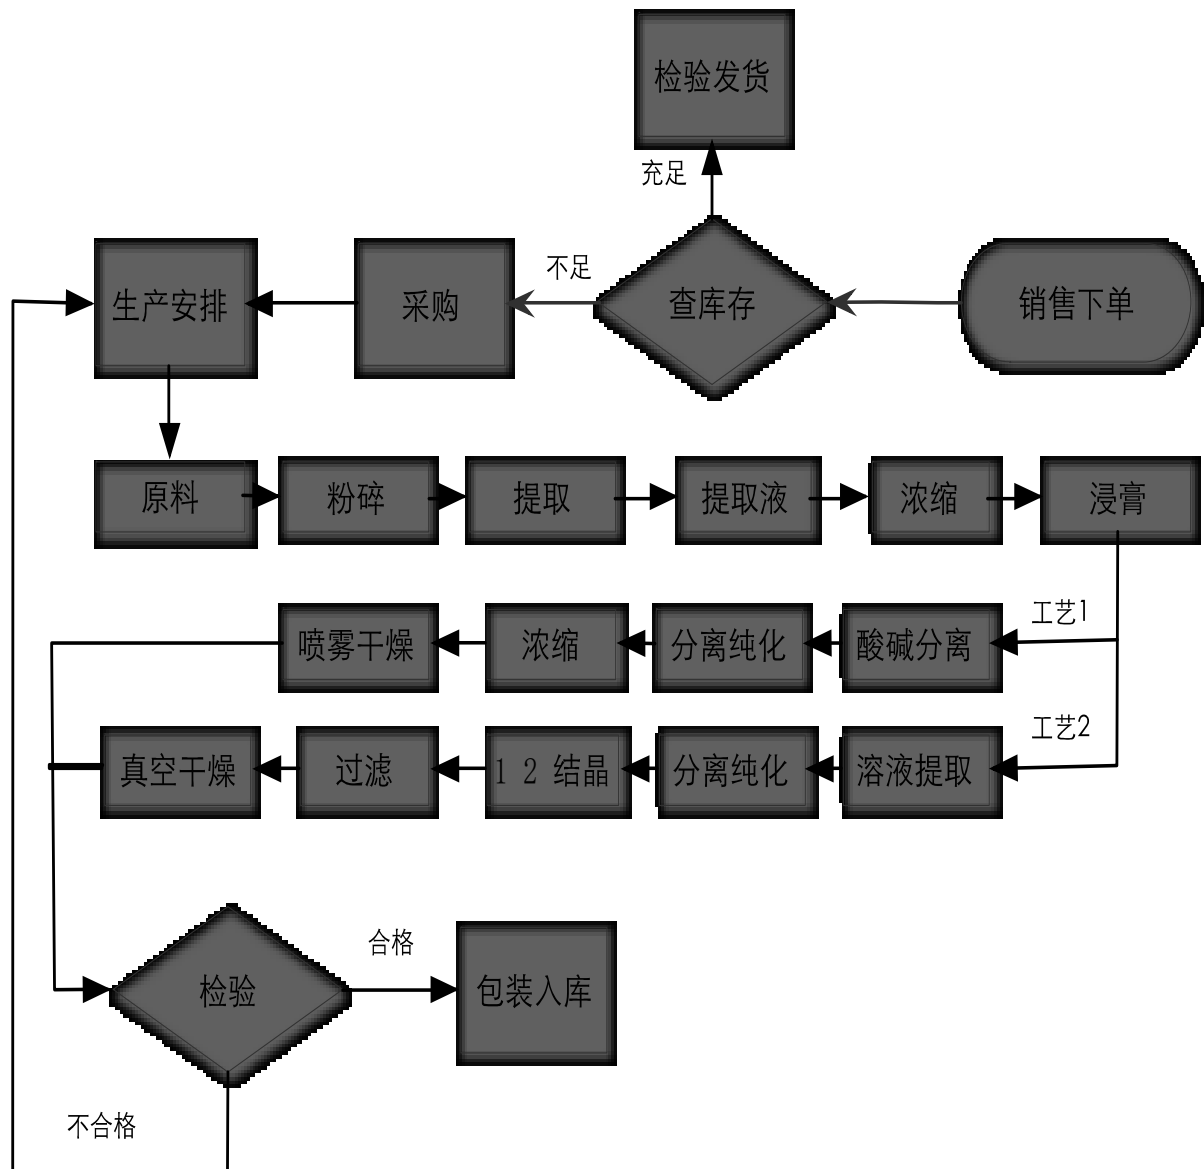 检验发货
充足
生产安排
采购
不足
查库存
销售下单
原料
粉碎
提取
提取液
浓缩
浸膏
喷雾干燥
浓缩
分离纯化
酸碱分离
工艺1
真空干燥
过滤
1 2 结晶
分离纯化
溶液提取
工艺2
检验
合格
包装入库
不合格